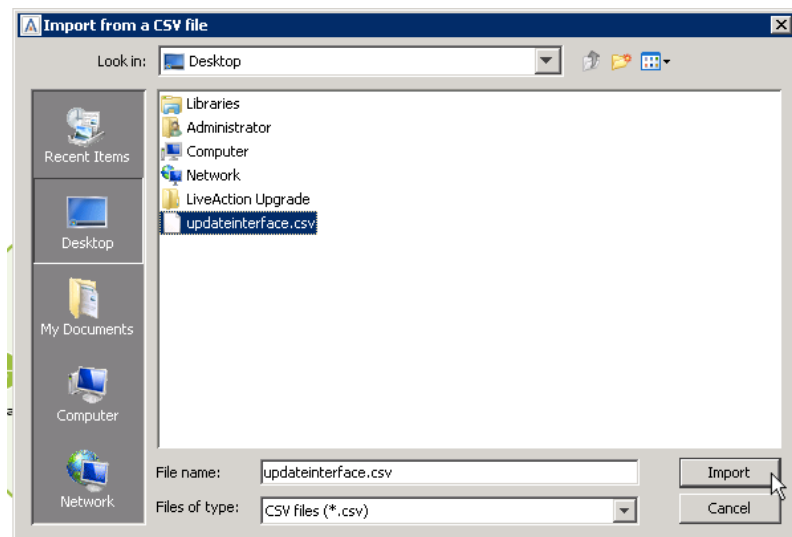 Import from a CSV file
Look in: Desktop
Libraries
Administrator
Computer
Network
LiveAction Upgrade
updateinterface.csv
Recent Items
Desktop
My Documents
Computer
Network
File name: updateinterface.csv Import
Files of type: CSV files (*.csv) Cancel